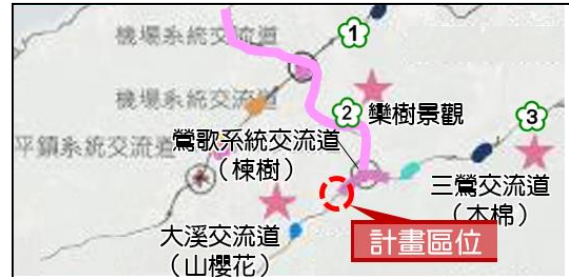 機場系統交流道
1
機場系統交流道
2
欒樹景觀
3
平鎮系統交流道
鶯歌系統交流道
（楝樹）
三鶯交流道
（木棉）
大溪交流道
（山櫻花）
計畫區位